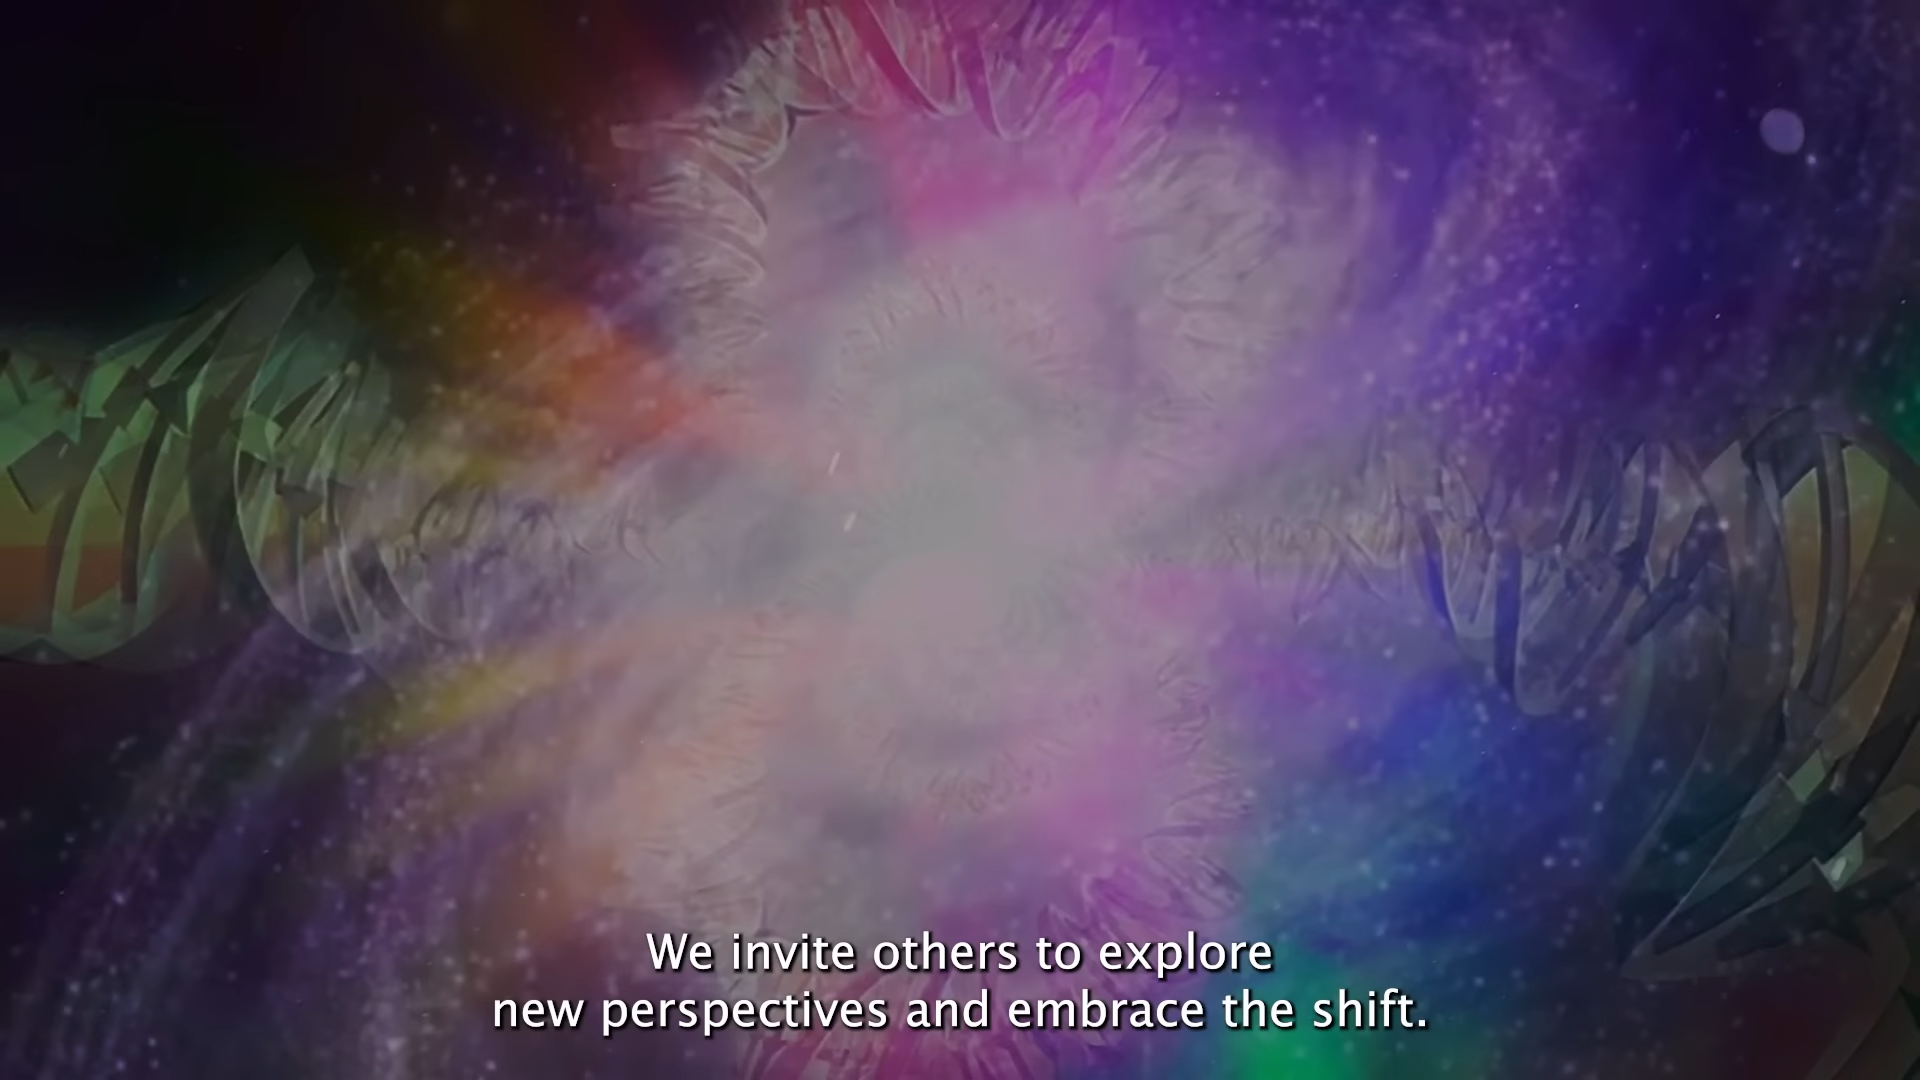 We invite others to explore
new perspectives and embrace the shift.